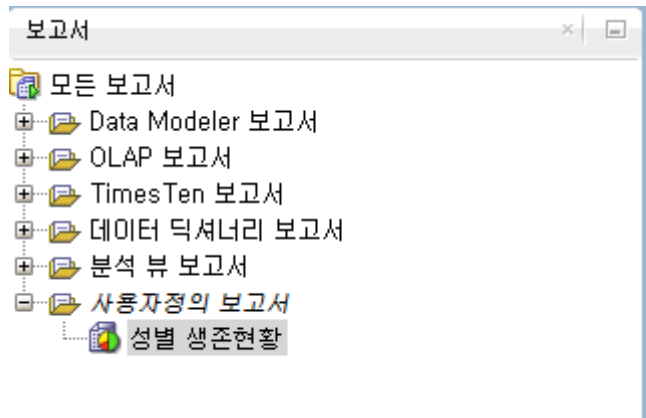 보고서
모든 보고서
Data Modeler 보고서
OLAP 보고서
TimesTen 보고서
데이터 딕셔너리 보고서
분석 뷰 보고서
사용자정의 보고서
성별 생존현황